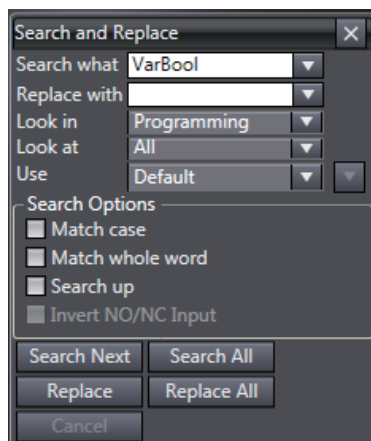 Search and Replace
Search what VarBool
Replace with
Look in Programming
Look at All
Use Default
Search Options
Match case
Match whole word
Search up
Invert NO/NC Input
Search Next Search All
Replace Replace All
Cancel